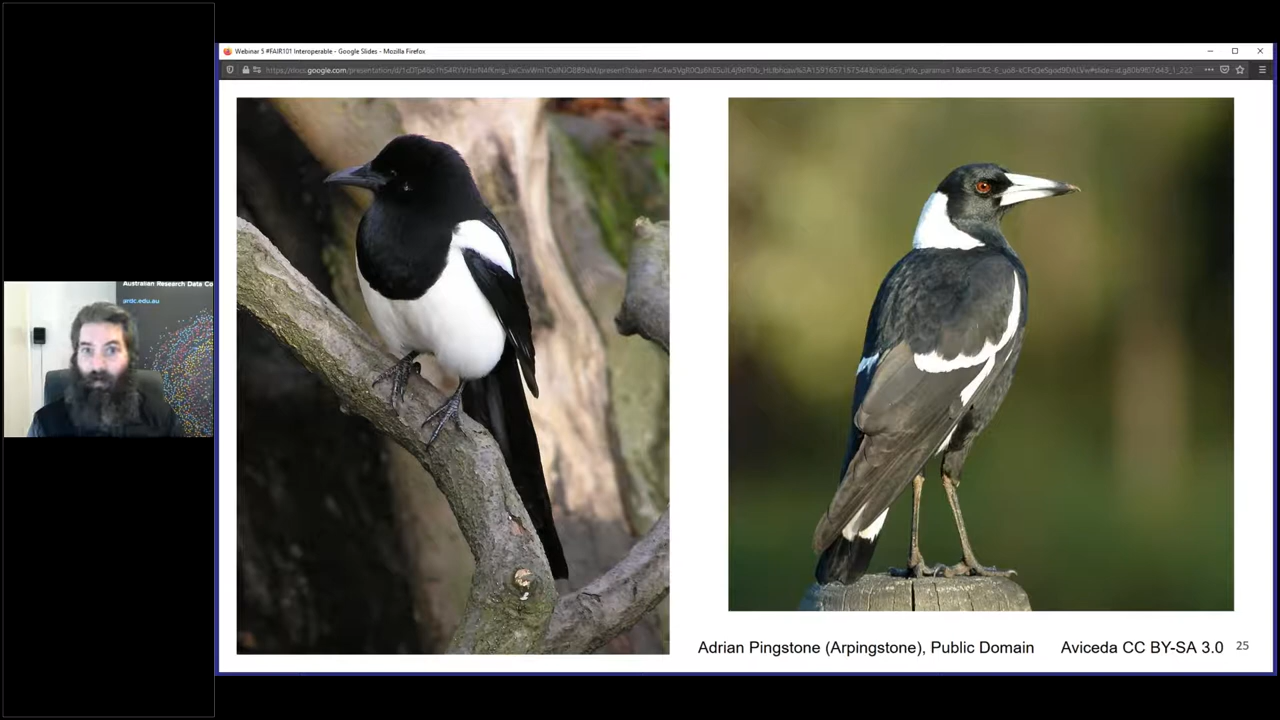 Webinar 5 #FAIR101 Interoperable - Google Slides - Mozilla Firefox
Australian Research Data Co
ardc.edu.au
Adrian Pingstone (Arpingstone), Public Domain
Aviceda CC BY-SA 3.0
25